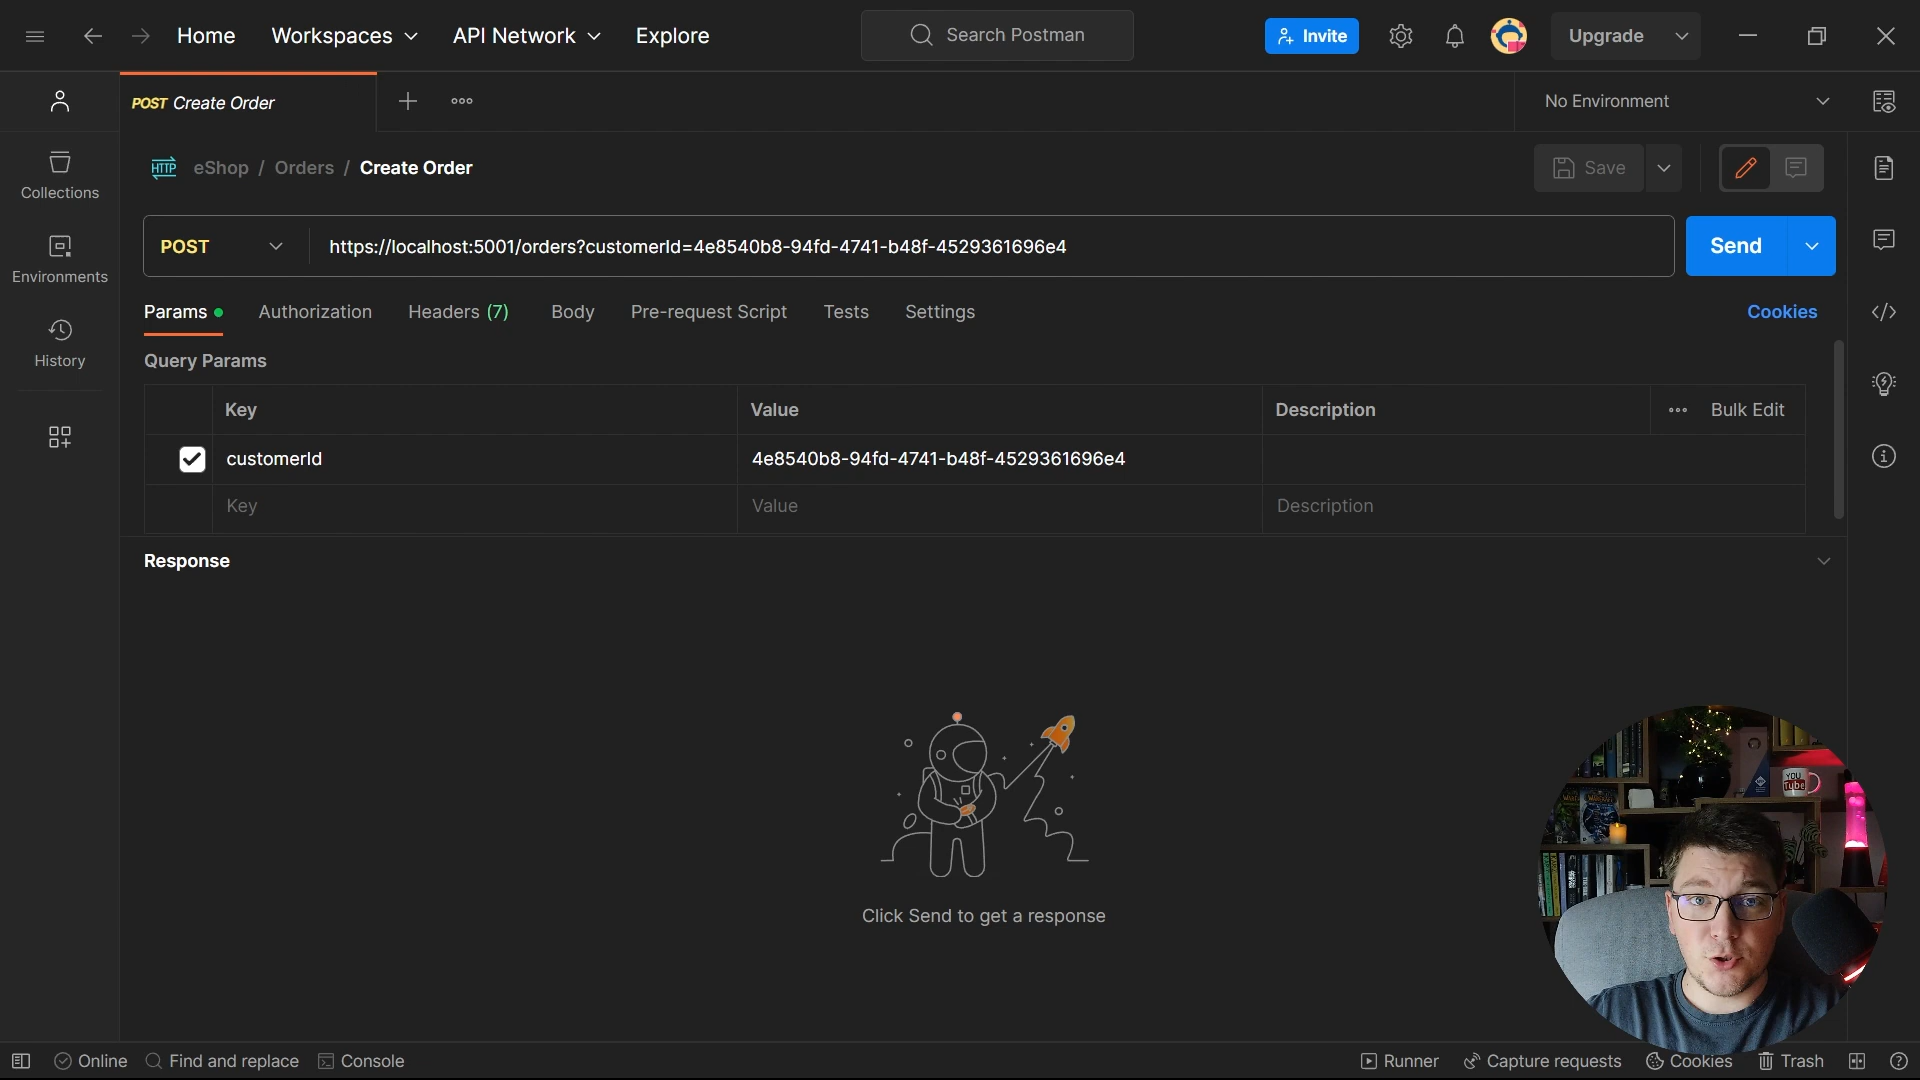 Home Workspaces API Network Explore Search Postman Invite Upgrade
POST Create Order No Environment
HTTP eShop / Orders / Create Order Save
Collections
POST https://localhost:5001/orders?customerId=4e8540b8-94fd-4741-b48f-4529361696e4 Send
Environments
Params Authorization Headers (7) Body Pre-request Script Tests Settings Cookies
History
Query Params
Key Value Description Bulk Edit
customerId 4e8540b8-94fd-4741-b48f-4529361696e4
Key Value Description
Response
YOU
Tube
Click Send to get a response
Online Find and replace Console Runner Capture requests Cookies Trash